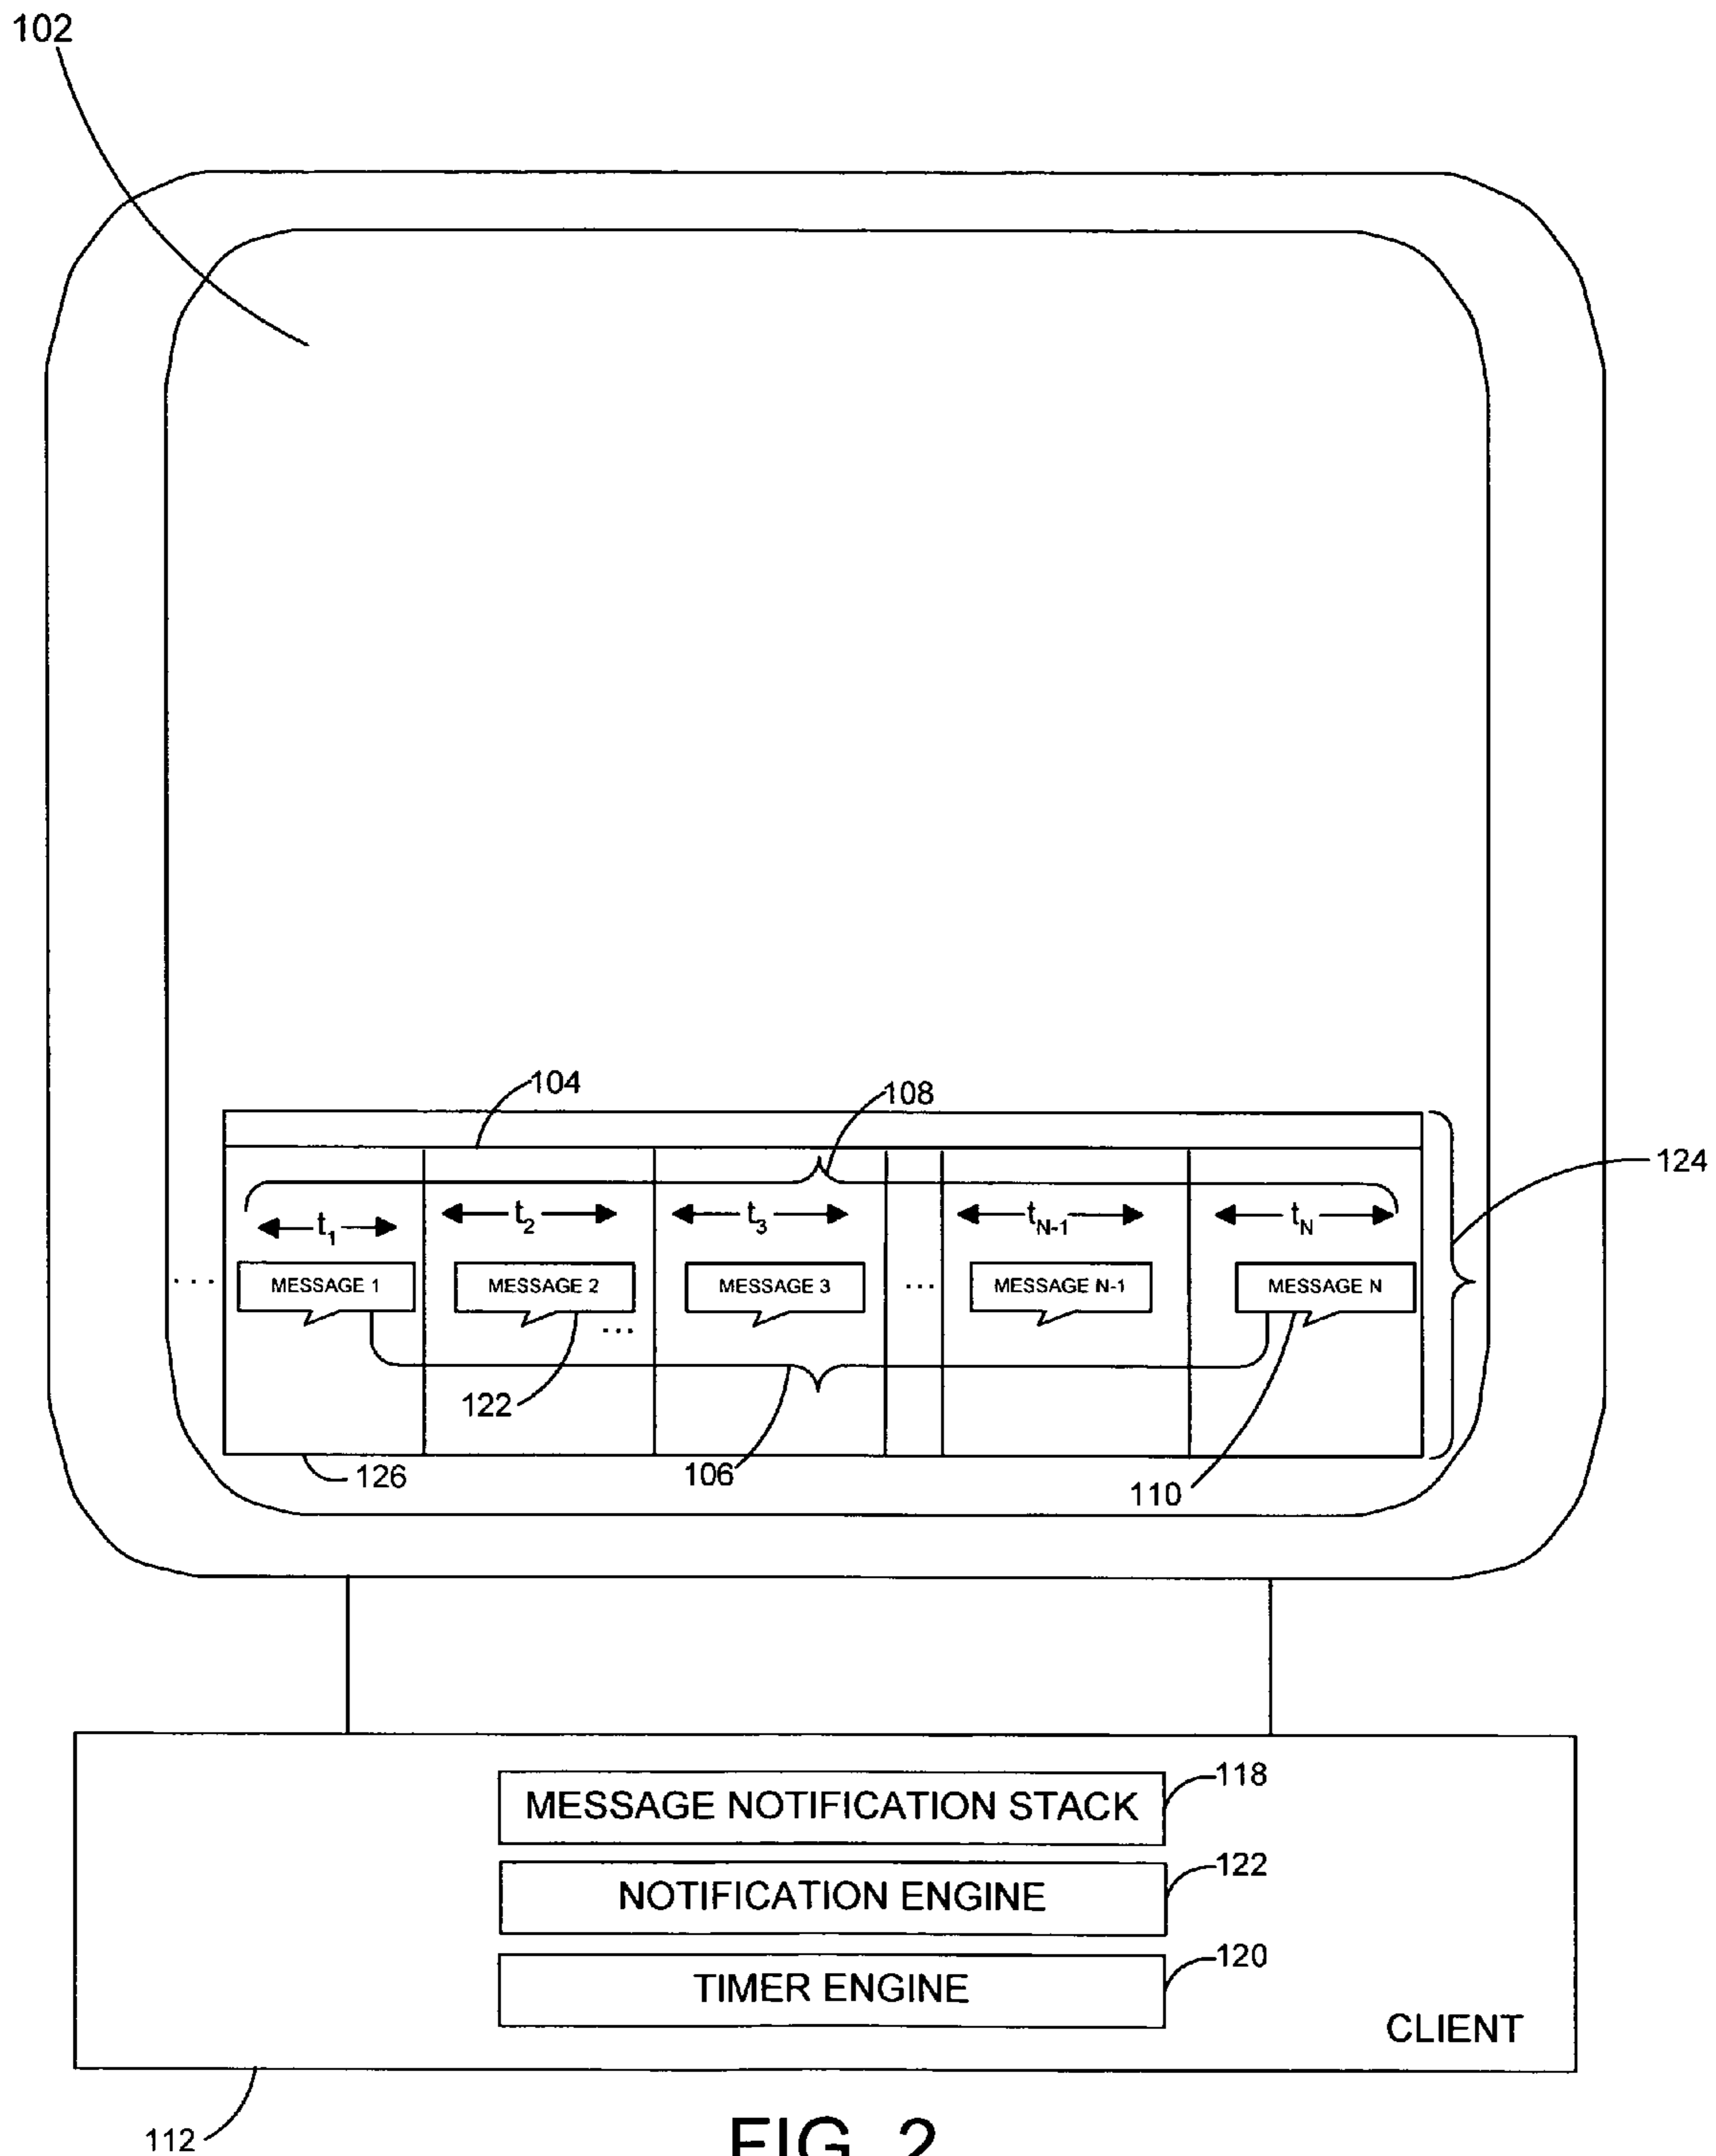 102
104
108
124
t1
t2
t3
tN-1
tN
... MESSAGE 1 MESSAGE 2 MESSAGE 3 ... MESSAGE N-1 MESSAGE N
...
122
126
106
110
MESSAGE NOTIFICATION STACK
118
NOTIFICATION ENGINE
122
TIMER ENGINE
120
CLIENT
112
FIG. 2